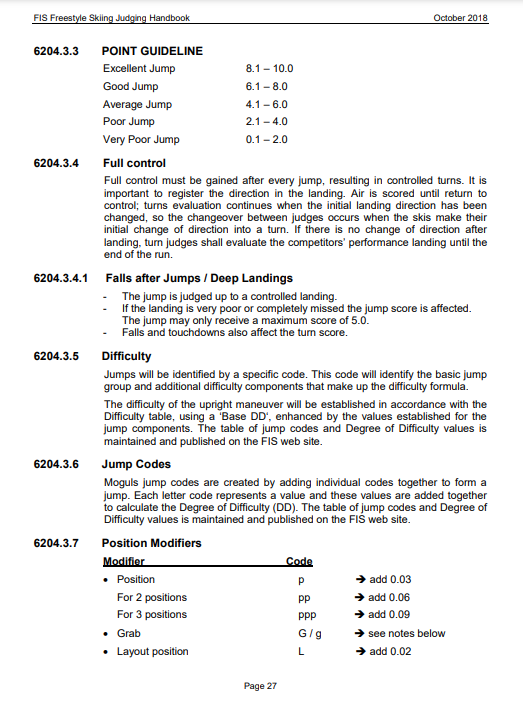 FIS Freestyle Skiing Judging Handbook October 2018
6204.3.3 POINT GUIDELINE
Excellent Jump 8.1 – 10.0
Good Jump 6.1 – 8.0
Average Jump 4.1 – 6.0
Poor Jump 2.1 – 4.0
Very Poor Jump 0.1 – 2.0
6204.3.4 Full control
Full control must be gained after every jump, resulting in controlled turns. It is
important to register the direction in the landing. Air is scored until return to
control; turns evaluation continues when the initial landing direction has been
changed, so the changeover between judges occurs when the skis make their
initial change of direction into a turn. If there is no change of direction after
landing, turn judges shall evaluate the competitors' performance landing until the
end of the run.
6204.3.4.1 Falls after Jumps / Deep Landings
- The jump is judged up to a controlled landing.
- If the landing is very poor or completely missed the jump score is affected.
The jump may only receive a maximum score of 5.0.
- Falls and touchdowns also affect the turn score.
6204.3.5 Difficulty
Jumps will be identified by a specific code. This code will identify the basic jump
group and additional difficulty components that make up the difficulty formula.
The difficulty of the upright maneuver will be established in accordance with the
Difficulty table, using a 'Base DD', enhanced by the values established for the
jump components. The table of jump codes and Degree of Difficulty values is
maintained and published on the FIS web site.
6204.3.6 Jump Codes
Moguls jump codes are created by adding individual codes together to form a
jump. Each letter code represents a value and these values are added together
to calculate the Degree of Difficulty (DD). The table of jump codes and Degree of
Difficulty values is maintained and published on the FIS web site.
6204.3.7 Position Modifiers
Modifier Code
• Position p ➔ add 0.03
For 2 positions pp ➔ add 0.06
For 3 positions ppp ➔ add 0.09
• Grab G / g ➔ see notes below
• Layout position L ➔ add 0.02
Page 27